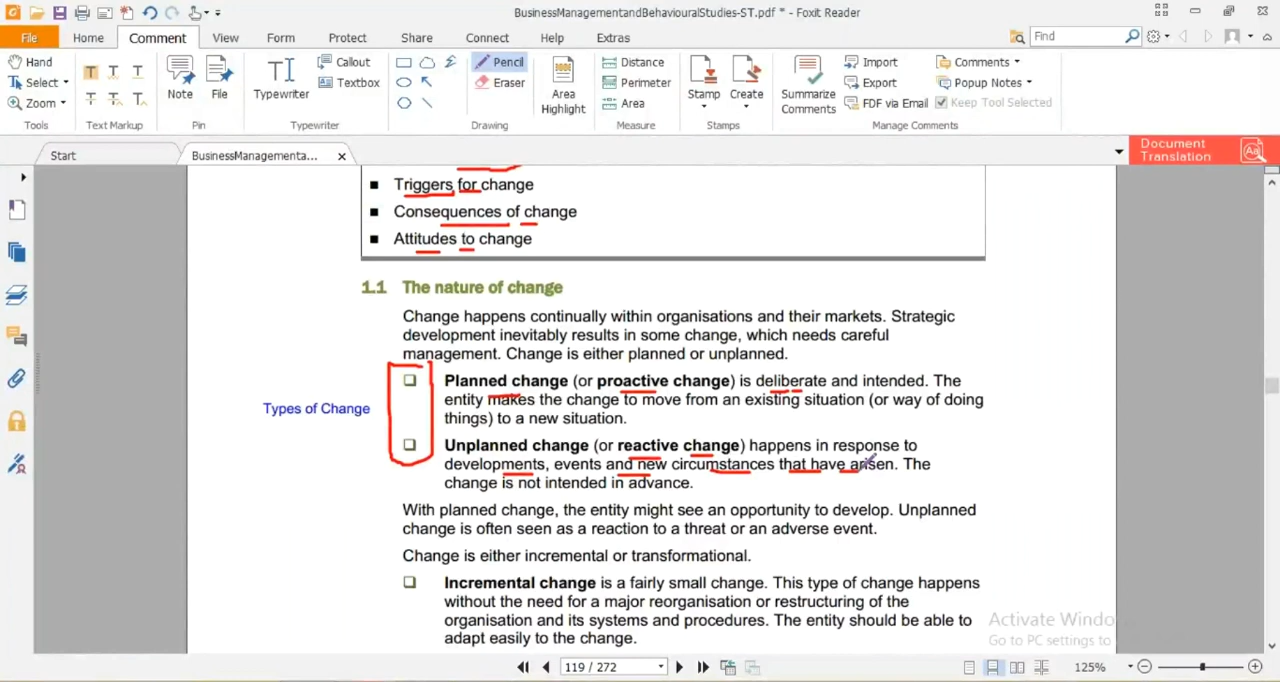 BusinessManagementandBehaviouralStudies-ST.pdf * - Foxit Reader
File Home Comment View Form Protect Share Connect Help Extras Find
Hand
Select
Zoom
Tools
Text Markup
Note
File
Pin
Typewriter
Callout
Textbox
Typewriter
Pencil
Eraser
Drawing
Area
Highlight
Distance
Perimeter
Area
Measure
Stamp
Create
Stamps
Summarize
Comments
Import
Export
FDF via Email
Comments
Popup Notes
Keep Tool Selected
Manage Comments
Start
BusinessManagementa...
Document
Translation
Triggers for change
Consequences of change
Attitudes to change
1.1 The nature of change
Change happens continually within organisations and their markets. Strategic
development inevitably results in some change, which needs careful
management. Change is either planned or unplanned.
Types of Change
Planned change (or proactive change) is deliberate and intended. The
entity makes the change to move from an existing situation (or way of doing
things) to a new situation.
Unplanned change (or reactive change) happens in response to
developments, events and new circumstances that have arisen. The
change is not intended in advance.
With planned change, the entity might see an opportunity to develop. Unplanned
change is often seen as a reaction to a threat or an adverse event.
Change is either incremental or transformational.
Incremental change is a fairly small change. This type of change happens
without the need for a major reorganisation or restructuring of the
organisation and its systems and procedures. The entity should be able to
adapt easily to the change.
Activate Windo
Go to PC settings to
119 / 272
125%